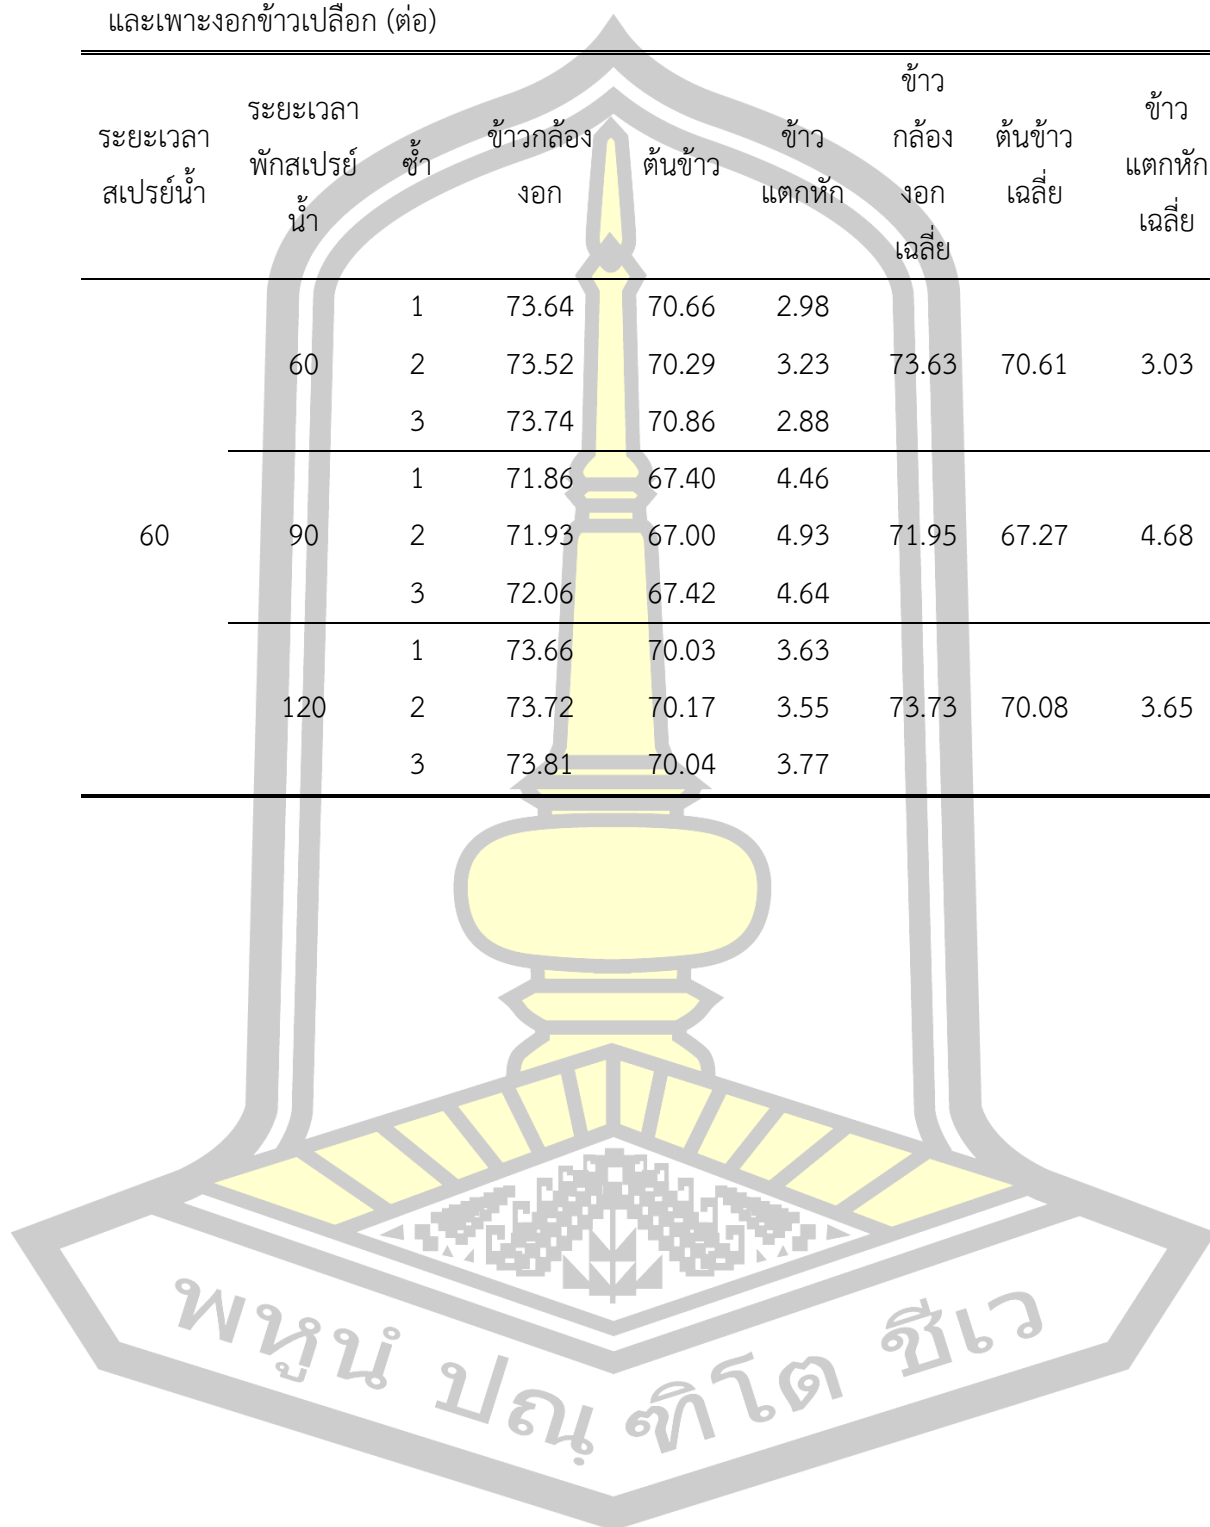 และเพาะงอกข้าวเปลือก (ต่อ)
ระยะเวลา สเปรย์น้ำ ระยะเวลา พักสเปรย์ น้ำ ซ้ำ ข้าวกล้อง งอก ต้นข้าว ข้าว แตกหัก ข้าว กล้อง งอก เฉลี่ย ต้นข้าว เฉลี่ย ข้าว แตกหัก เฉลี่ย
1 73.64 70.66 2.98
60 2 73.52 70.29 3.23 73.63 70.61 3.03
3 73.74 70.86 2.88
1 71.86 67.40 4.46
60 90 2 71.93 67.00 4.93 71.95 67.27 4.68
3 72.06 67.42 4.64
1 73.66 70.03 3.63
120 2 73.72 70.17 3.55 73.73 70.08 3.65
3 73.81 70.04 3.77
พหูนํ ปณฺฑิโต ชีเว